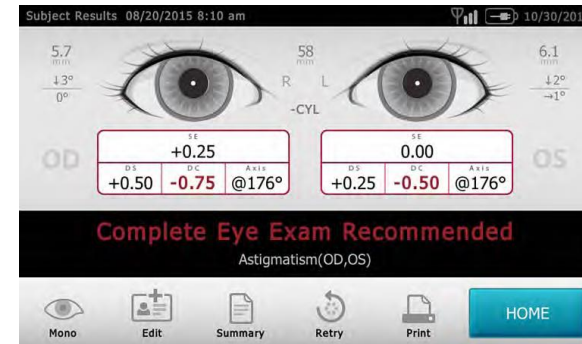 Subject Results 08/20/2015 8:10 am
10/30/201
5.7
mm
↓3°
0°
58
mm
R L
-CYL
6.1
mm
↓2°
→1°
OD
SE
+0.25
DS DC Axis
+0.50 -0.75 @176°
SE
0.00
DS DC Axis
+0.25 -0.50 @176°
OS
Complete Eye Exam Recommended
Astigmatism(OD,OS)
Mono Edit Summary Retry Print HOME